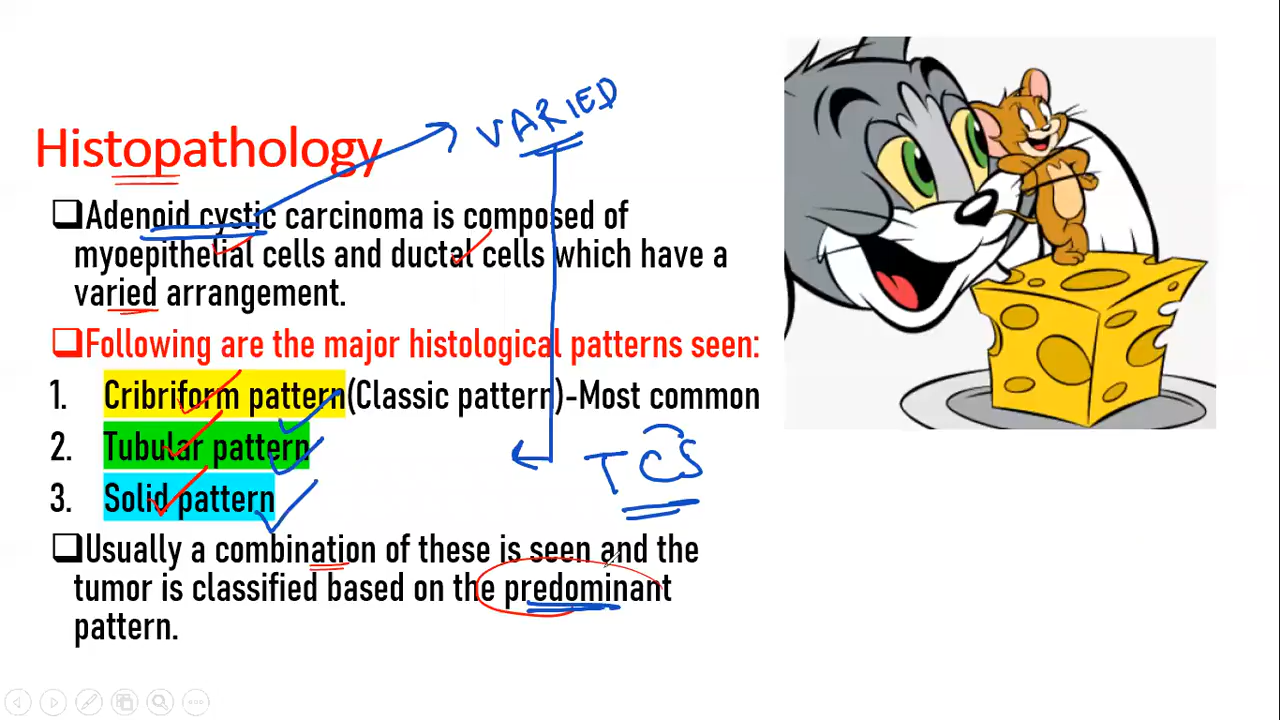 VARIED
Histopathology
❑Adenoid cystic carcinoma is composed of
myoepithelial cells and ductal cells which have a
varied arrangement.
❑Following are the major histological patterns seen:
1. Cribriform pattern(Classic pattern)-Most common
2. Tubular pattern
TCS
3. Solid pattern
❑Usually a combination of these is seen and the
tumor is classified based on the predominant
pattern.